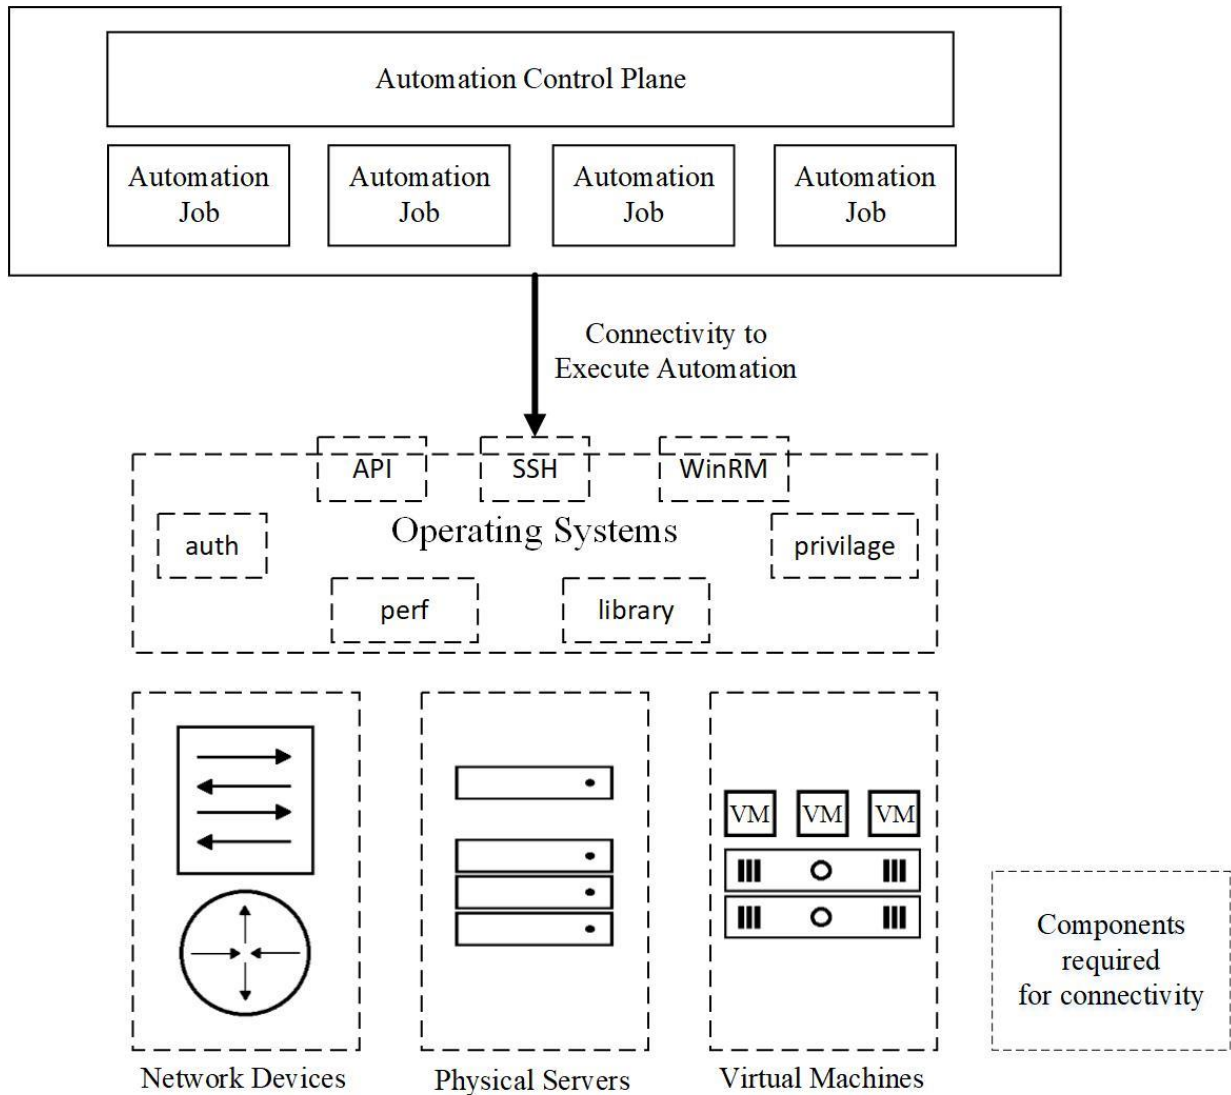 Automation Control Plane
Automation Automation Automation Automation
Job Job Job Job
Connectivity to
Execute Automation
API SSH WinRM
Operating Systems
auth privilage
perf library
VM VM VM
Components
required
for connectivity
Network Devices Physical Servers Virtual Machines